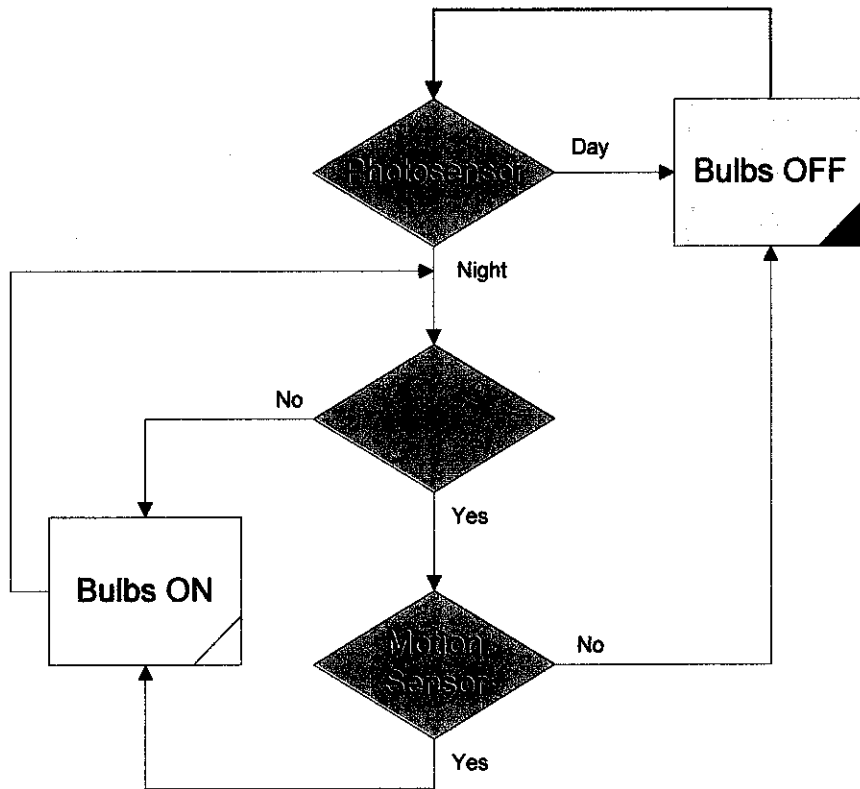 Photosensor
Day
Bulbs OFF
Night
No
Yes
Bulbs ON
Motion
Sensor
No
Yes